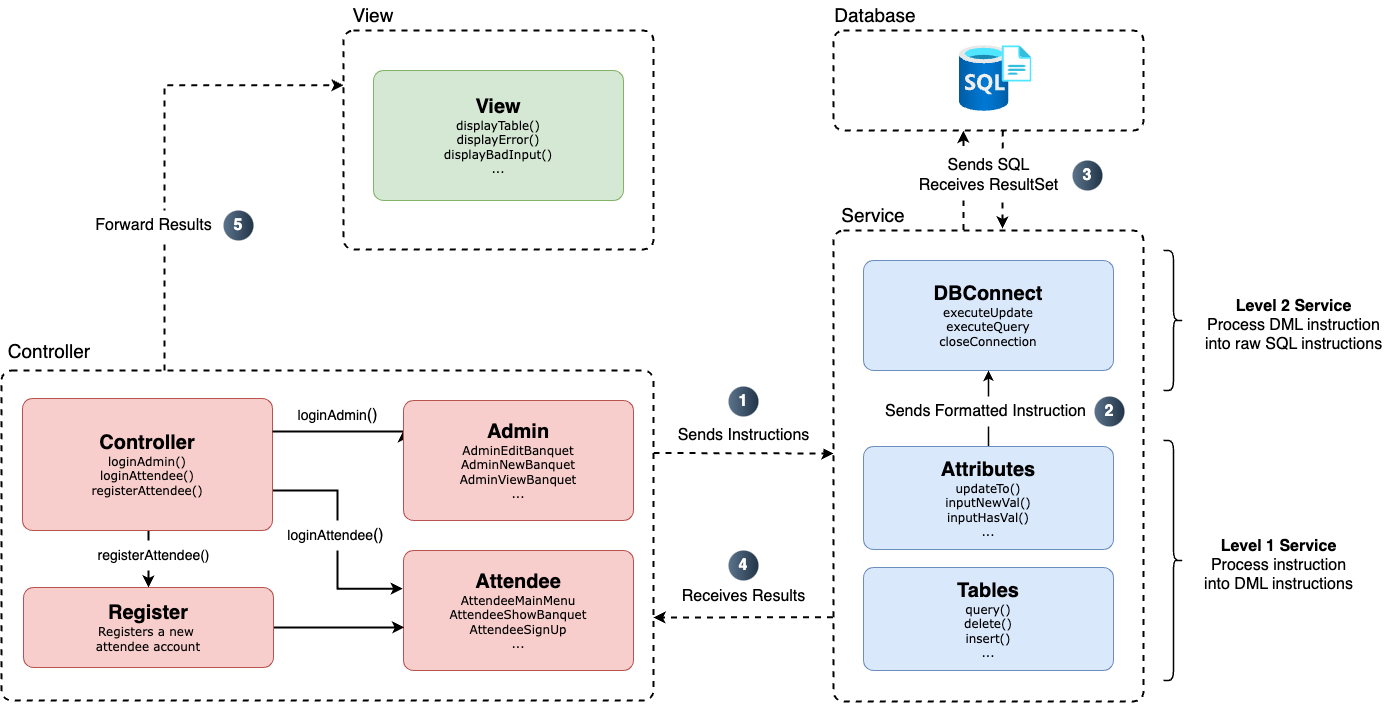 View
View
displayTable()
displayError()
displayBadInput()
...
Database
SQL
Sends SQL
Receives ResultSet
3
Forward Results
5
Service
DBConnect
executeUpdate
executeQuery
closeConnection
Level 2 Service
Process DML instruction
into raw SQL instructions
Sends Formatted Instruction
2
Attributes
updateTo()
inputNewVal()
inputHasVal()
...
Tables
query()
delete()
insert()
...
Level 1 Service
Process instruction
into DML instructions
Controller
Controller
loginAdmin()
loginAttendee()
registerAttendee()
loginAdmin()
Admin
AdminEditBanquet
AdminNewBanquet
AdminViewBanquet
...
loginAttendee()
registerAttendee()
Register
Registers a new
attendee account
Attendee
AttendeeMainMenu
AttendeeShowBanquet
AttendeeSignUp
...
1
Sends Instructions
4
Receives Results